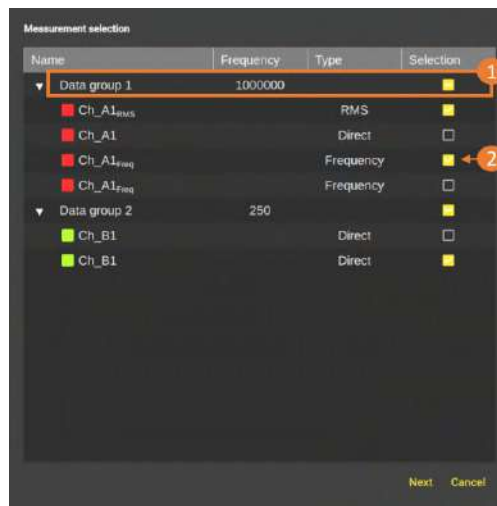 Measurement selection
Name Frequency Type Selection
1
Data group 1 1000000
Ch_A1RMS RMS
Ch_A1 Direct
Ch_A1Freq Frequency 2
Ch_A1Freq Frequency
Data group 2 250
Ch_B1 Direct
Ch_B1 Direct
Next Cancel